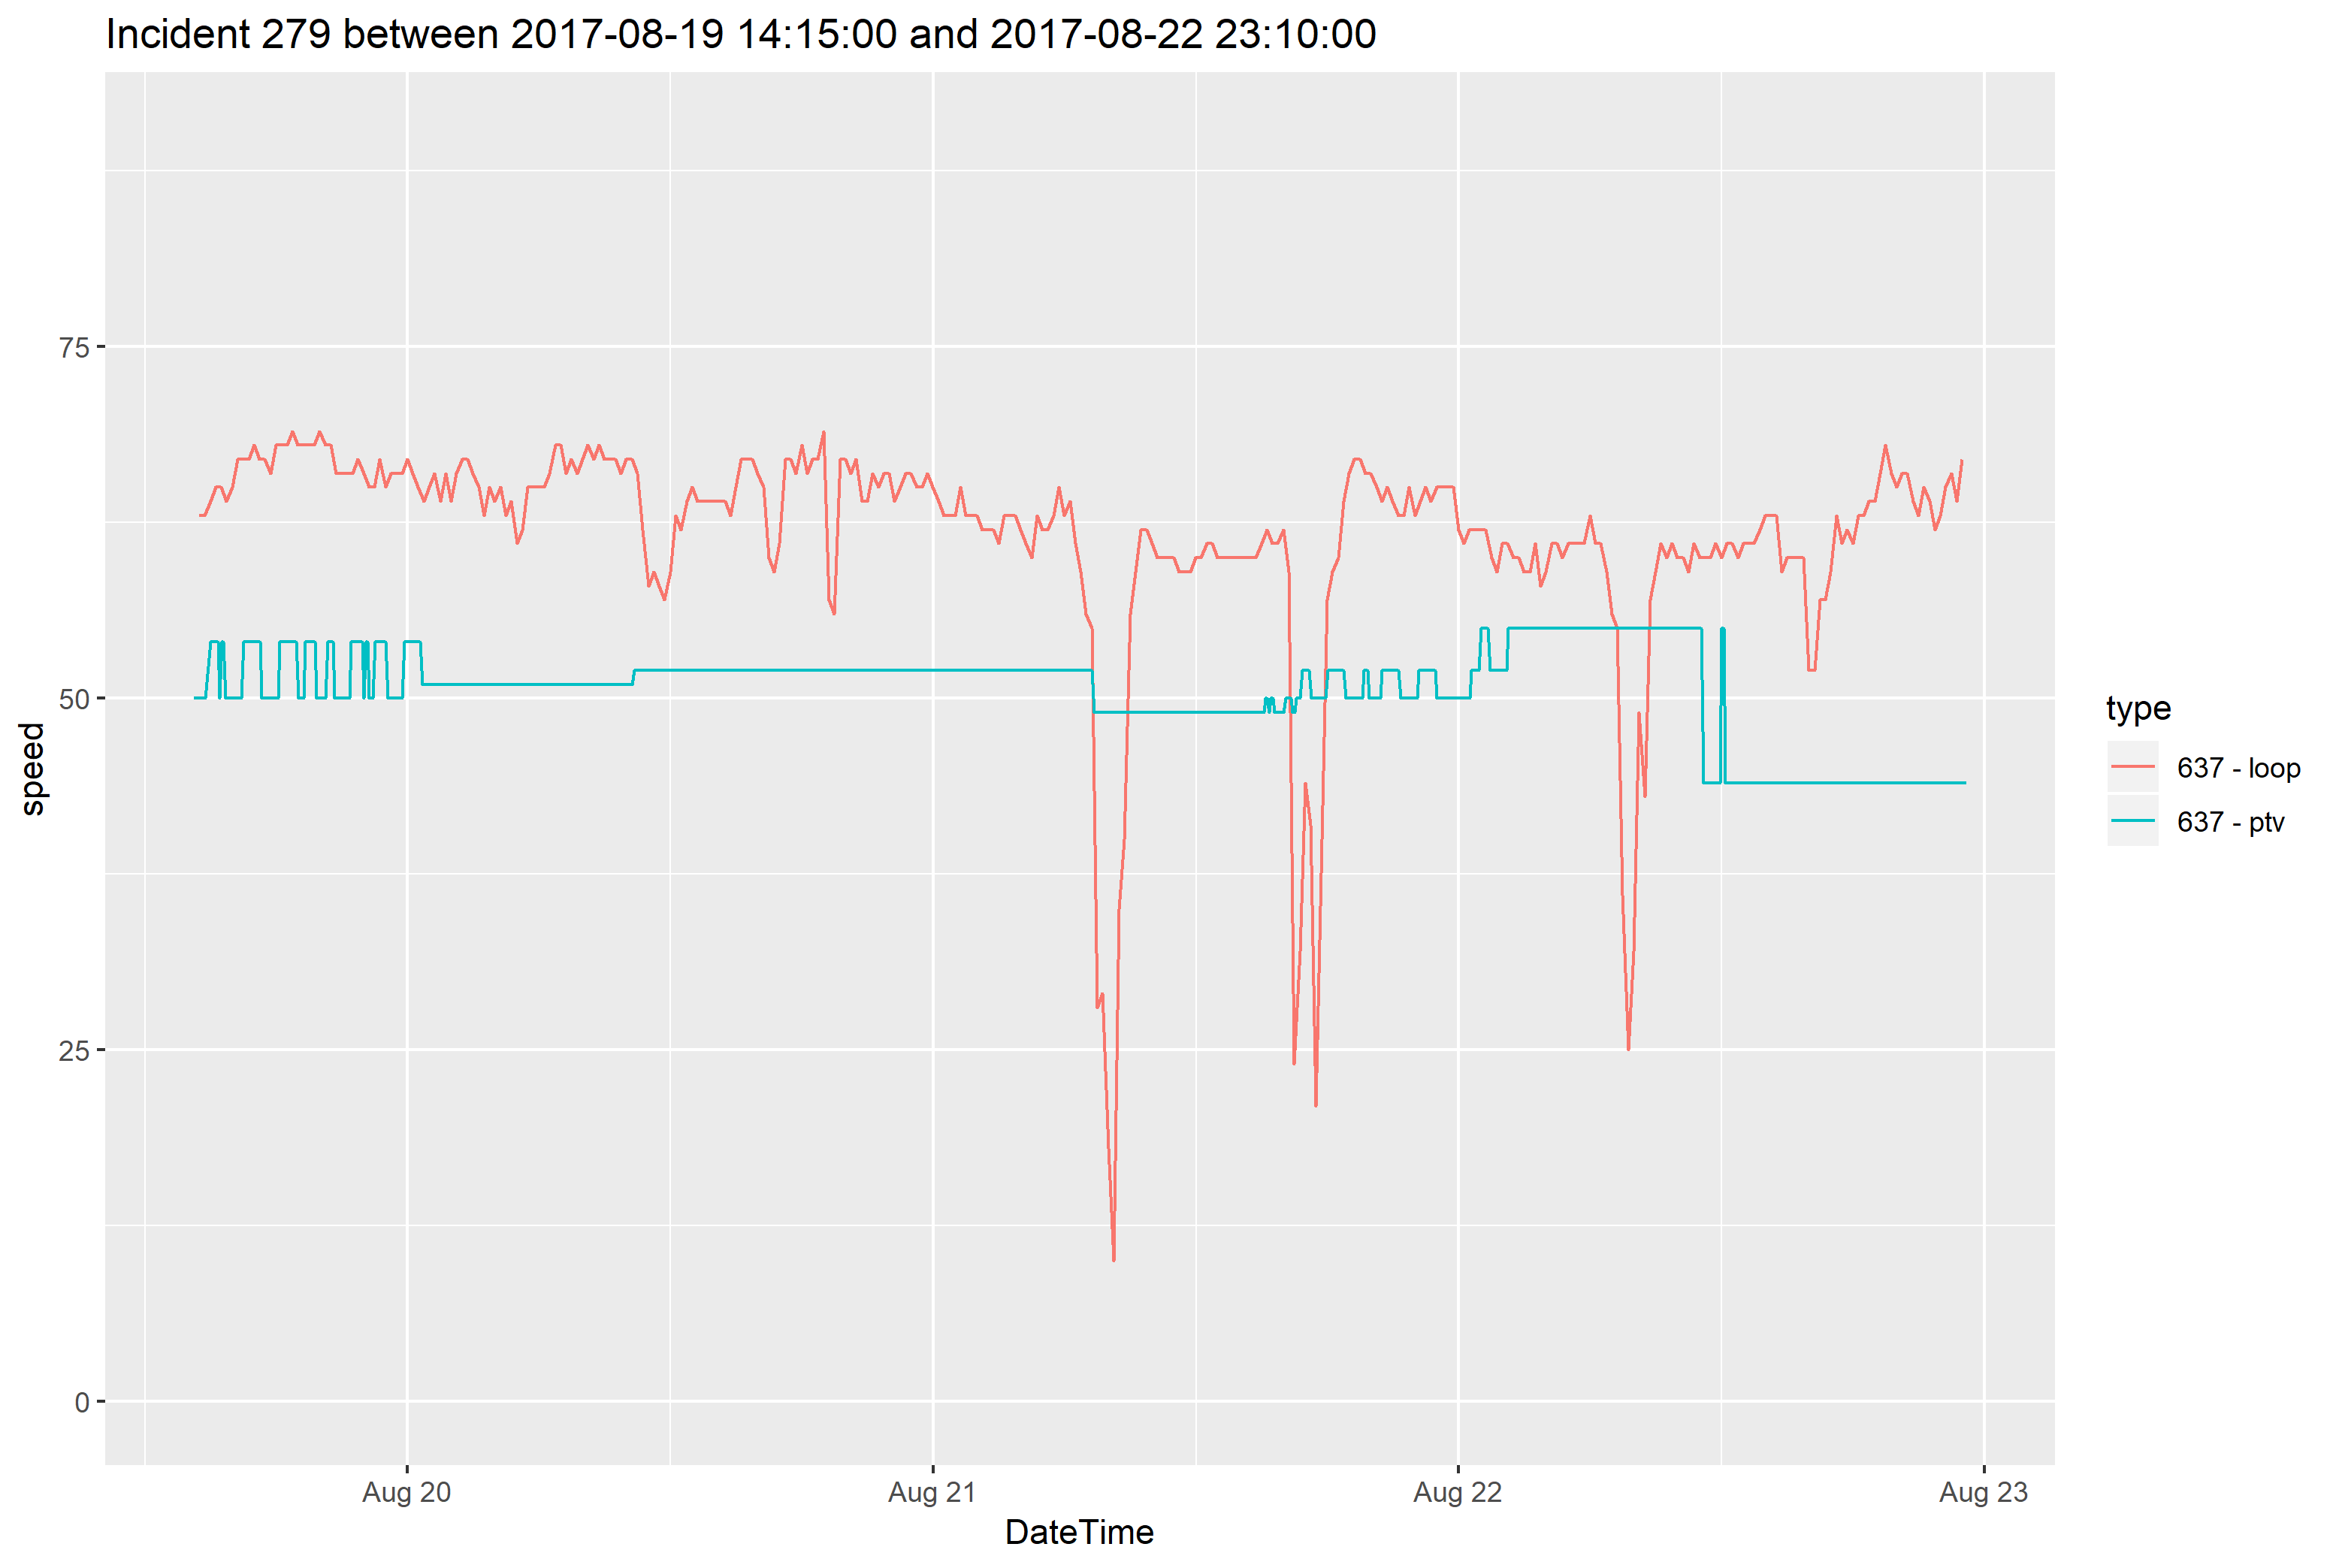 Incident 279 between 2017-08-19 14:15:00 and 2017-08-22 23:10:00
75
50
25
0
speed
Aug 20
Aug 21
Aug 22
Aug 23
DateTime
type
637 - loop
637 - ptv